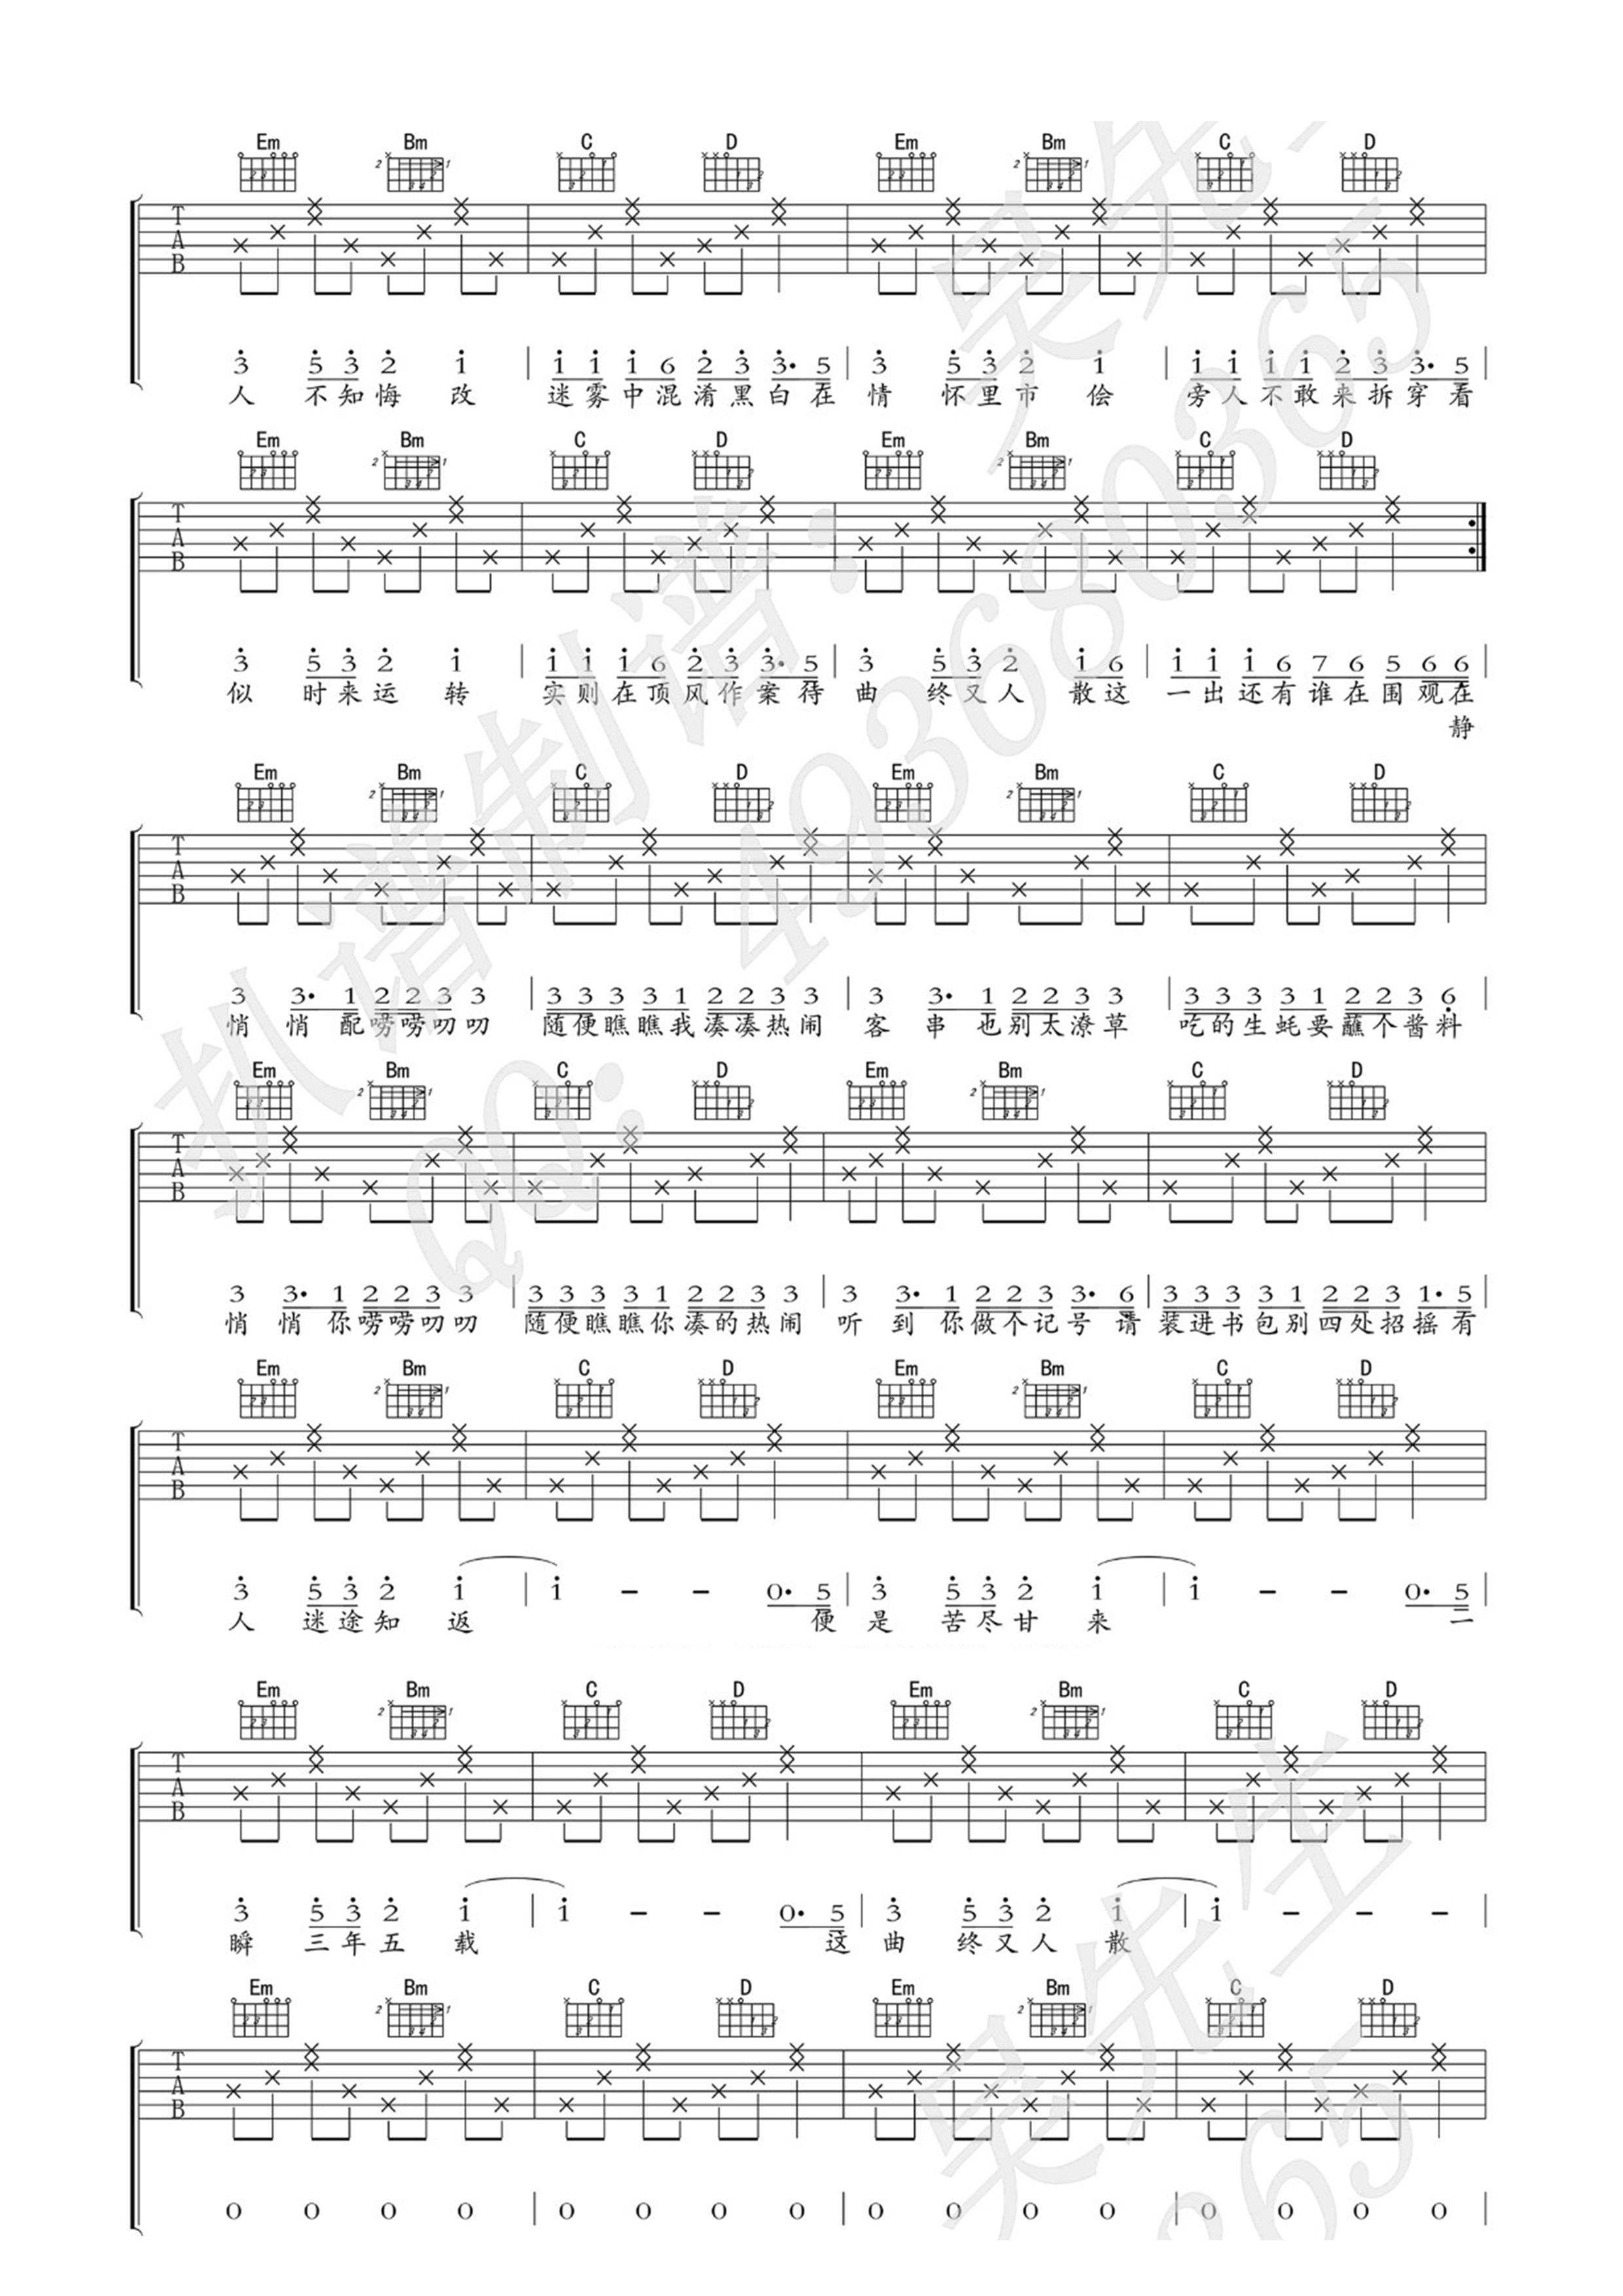 Em Bm C D Em Bm C D
T
A
B
3 5 3 2 1 | 1 1 1 6 2 3 3· 5 | 3 5 3 2 1 | 1 1 1 1 2 3 3· 5 |
人 不知悔 改 迷雾中混淆黑白在 情 怀里市 侩 旁人不敢来拆穿看
Em Bm C D Em Bm C D
T
A
B
3 5 3 2 1 | 1 1 1 6 2 3 3· 5 | 3 5 3 2 1 6 | 1 1 1 6 7 6 5 6 6 |
似 时来运 转 实则在顶风作案待 曲 终又人 散这 一出还有谁在围观在
静
Em Bm C D Em Bm C D
T
A
B
3 3· 1 2 2 3 3 | 3 3 3 3 1 2 2 3 3 | 3 3· 1 2 2 3 3 | 3 3 3 3 1 2 2 3 6 |
悄 悄 配唠唠叨叨 随便瞧瞧我凑凑热闹 客 串 也别太潦草 吃的生蚝要蘸个酱料
Em Bm C D Em Bm C D
T
A
B
3 3· 1 2 2 3 3 | 3 3 3 3 1 2 2 3 3 | 3 3· 1 2 2 3 3· 6 | 3 3 3 3 1 2 2 3 1· 5 |
悄 悄 你唠唠叨叨 随便瞧瞧你凑的热闹 听 到 你做个记号 请 装进书包别四处招摇有
Em Bm C D Em Bm C D
T
A
B
3 5 3 2 1 | 1 – – 0· 5 | 3 5 3 2 1 | 1 – – 0· 5 |
人 迷途知 返 便 是 苦尽甘 来 一
Em Bm C D Em Bm C D
T
A
B
3 5 3 2 1 | 1 – – 0· 5 | 3 5 3 2 1 | 1 – – – |
瞬 三年五 载 这 曲 终又人 散
Em Bm C D Em Bm C D
T
A
B
0 0 0 0 | 0 0 0 0 | 0 0 0 0 | 0 0 0 0 |
扒谱制谱：吴先生
QQ：493680365
吴先生
365